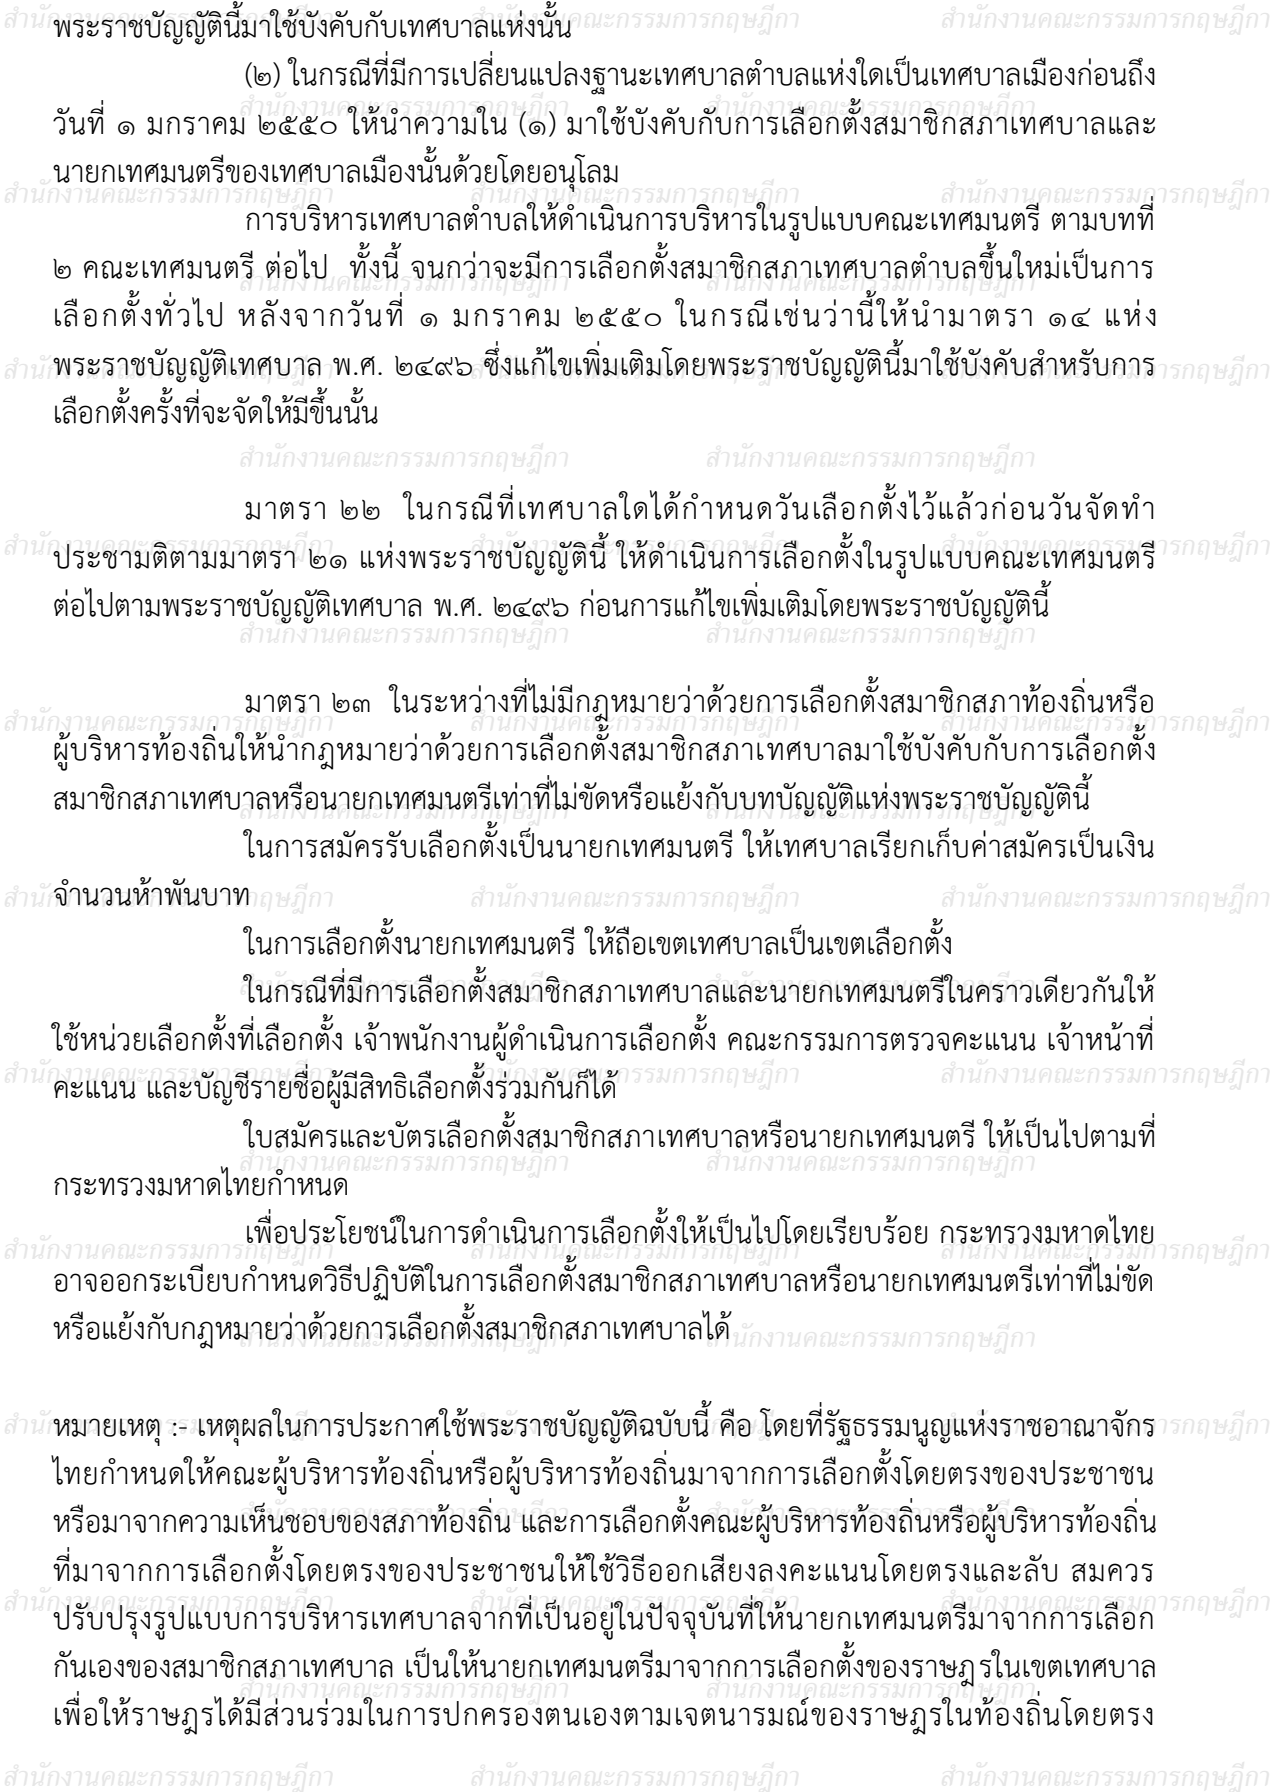 พระราชบัญญัตินี้มาใช้บังคับกับเทศบาลแห่งนั้น
(๒) ในกรณีที่มีการเปลี่ยนแปลงฐานะเทศบาลตำบลแห่งใดเป็นเทศบาลเมืองก่อนถึง
วันที่ ๑ มกราคม ๒๕๕๐ ให้นำความใน (๑) มาใช้บังคับกับการเลือกตั้งสมาชิกสภาเทศบาลและ
นายกเทศมนตรีของเทศบาลเมืองนั้นด้วยโดยอนุโลม
การบริหารเทศบาลตำบลให้ดำเนินการบริหารในรูปแบบคณะเทศมนตรี ตามบทที่
๒ คณะเทศมนตรี ต่อไป ทั้งนี้ จนกว่าจะมีการเลือกตั้งสมาชิกสภาเทศบาลตำบลขึ้นใหม่เป็นการ
เลือกตั้งทั่วไป หลังจากวันที่ ๑ มกราคม ๒๕๕๐ ในกรณีเช่นว่านี้ให้นำมาตรา ๑๔ แห่ง
พระราชบัญญัติเทศบาล พ.ศ. ๒๔๙๖ ซึ่งแก้ไขเพิ่มเติมโดยพระราชบัญญัตินี้มาใช้บังคับสำหรับการ
เลือกตั้งครั้งที่จะจัดให้มีขึ้นนั้น
มาตรา ๒๒ ในกรณีที่เทศบาลใดได้กำหนดวันเลือกตั้งไว้แล้วก่อนวันจัดทำ
ประชามติตามมาตรา ๒๑ แห่งพระราชบัญญัตินี้ ให้ดำเนินการเลือกตั้งในรูปแบบคณะเทศมนตรี
ต่อไปตามพระราชบัญญัติเทศบาล พ.ศ. ๒๔๙๖ ก่อนการแก้ไขเพิ่มเติมโดยพระราชบัญญัตินี้
มาตรา ๒๓ ในระหว่างที่ไม่มีกฎหมายว่าด้วยการเลือกตั้งสมาชิกสภาท้องถิ่นหรือ
ผู้บริหารท้องถิ่นให้นำกฎหมายว่าด้วยการเลือกตั้งสมาชิกสภาเทศบาลมาใช้บังคับกับการเลือกตั้ง
สมาชิกสภาเทศบาลหรือนายกเทศมนตรีเท่าที่ไม่ขัดหรือแย้งกับบทบัญญัติแห่งพระราชบัญญัตินี้
ในการสมัครรับเลือกตั้งเป็นนายกเทศมนตรี ให้เทศบาลเรียกเก็บค่าสมัครเป็นเงิน
จำนวนห้าพันบาท
ในการเลือกตั้งนายกเทศมนตรี ให้ถือเขตเทศบาลเป็นเขตเลือกตั้ง
ในกรณีที่มีการเลือกตั้งสมาชิกสภาเทศบาลและนายกเทศมนตรีในคราวเดียวกันให้
ใช้หน่วยเลือกตั้งที่เลือกตั้ง เจ้าพนักงานผู้ดำเนินการเลือกตั้ง คณะกรรมการตรวจคะแนน เจ้าหน้าที่
คะแนน และบัญชีรายชื่อผู้มีสิทธิเลือกตั้งร่วมกันก็ได้
ใบสมัครและบัตรเลือกตั้งสมาชิกสภาเทศบาลหรือนายกเทศมนตรี ให้เป็นไปตามที่
กระทรวงมหาดไทยกำหนด
เพื่อประโยชน์ในการดำเนินการเลือกตั้งให้เป็นไปโดยเรียบร้อย กระทรวงมหาดไทย
อาจออกระเบียบกำหนดวิธีปฏิบัติในการเลือกตั้งสมาชิกสภาเทศบาลหรือนายกเทศมนตรีเท่าที่ไม่ขัด
หรือแย้งกับกฎหมายว่าด้วยการเลือกตั้งสมาชิกสภาเทศบาลได้
หมายเหตุ :- เหตุผลในการประกาศใช้พระราชบัญญัติฉบับนี้ คือ โดยที่รัฐธรรมนูญแห่งราชอาณาจักร
ไทยกำหนดให้คณะผู้บริหารท้องถิ่นหรือผู้บริหารท้องถิ่นมาจากการเลือกตั้งโดยตรงของประชาชน
หรือมาจากความเห็นชอบของสภาท้องถิ่น และการเลือกตั้งคณะผู้บริหารท้องถิ่นหรือผู้บริหารท้องถิ่น
ที่มาจากการเลือกตั้งโดยตรงของประชาชนให้ใช้วิธีออกเสียงลงคะแนนโดยตรงและลับ สมควร
ปรับปรุงรูปแบบการบริหารเทศบาลจากที่เป็นอยู่ในปัจจุบันที่ให้นายกเทศมนตรีมาจากการเลือก
กันเองของสมาชิกสภาเทศบาล เป็นให้นายกเทศมนตรีมาจากการเลือกตั้งของราษฎรในเขตเทศบาล
เพื่อให้ราษฎรได้มีส่วนร่วมในการปกครองตนเองตามเจตนารมณ์ของราษฎรในท้องถิ่นโดยตรง
สำนักงานคณะกรรมการกฤษฎีกา สำนักงานคณะกรรมการกฤษฎีกา สำนักงานคณะกรรมการกฤษฎีกา